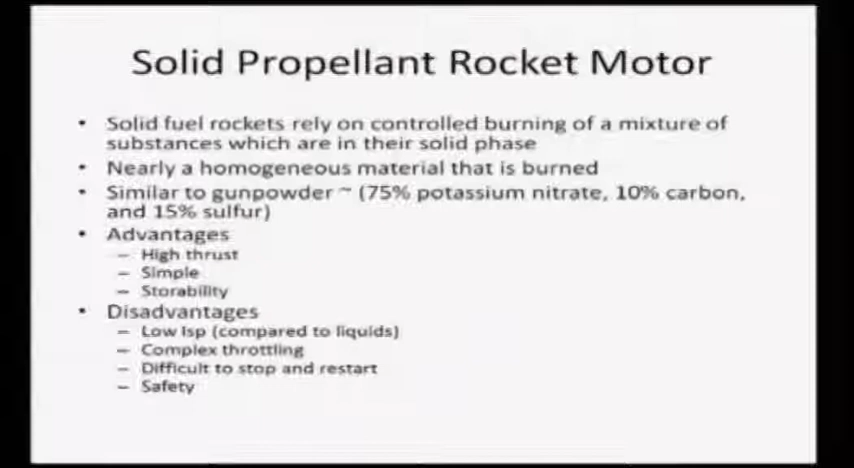 Solid Propellant Rocket Motor
• Solid fuel rockets rely on controlled burning of a mixture of
substances which are in their solid phase
• Nearly a homogeneous material that is burned
• Similar to gunpowder ~ (75% potassium nitrate, 10% carbon,
and 15% sulfur)
• Advantages
– High thrust
– Simple
– Storability
• Disadvantages
– Low Isp (compared to liquids)
– Complex throttling
– Difficult to stop and restart
– Safety